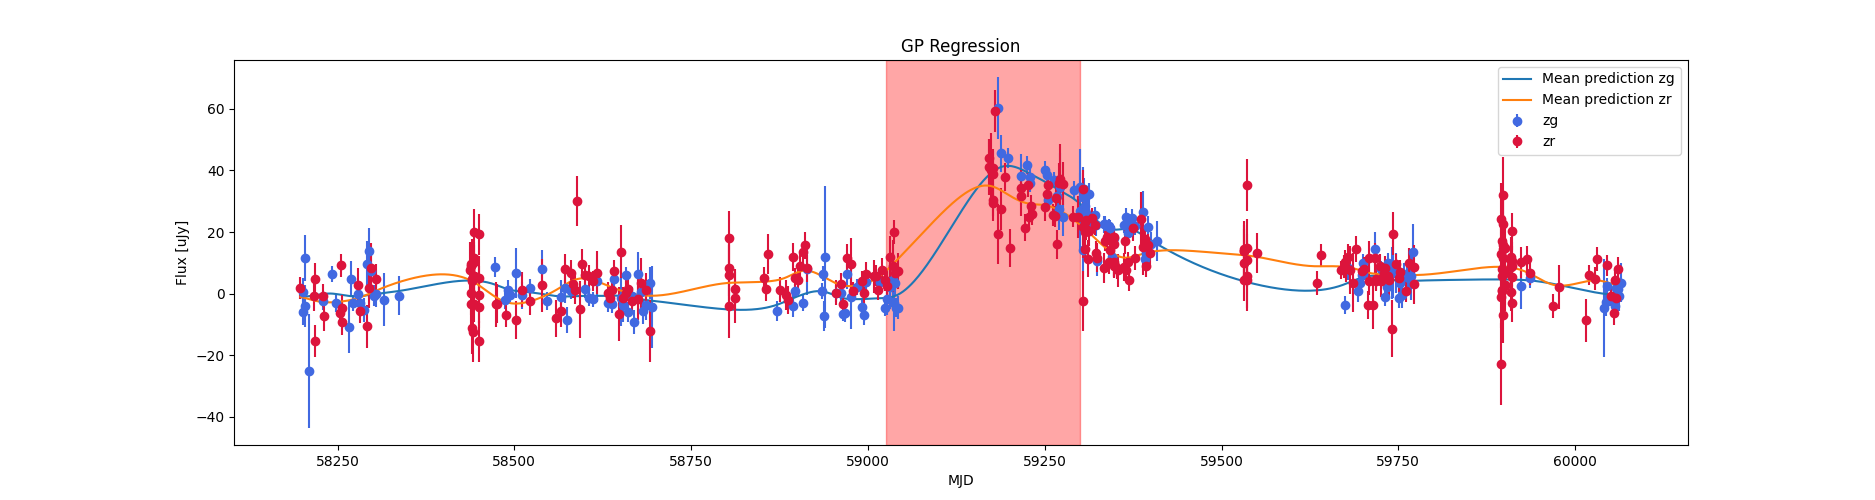 GP Regression
Flux [uJy]
60
40
20
0
−20
−40
Mean prediction zg
Mean prediction zr
zg
zr
58250 58500 58750 59000 59250 59500 59750 60000
MJD